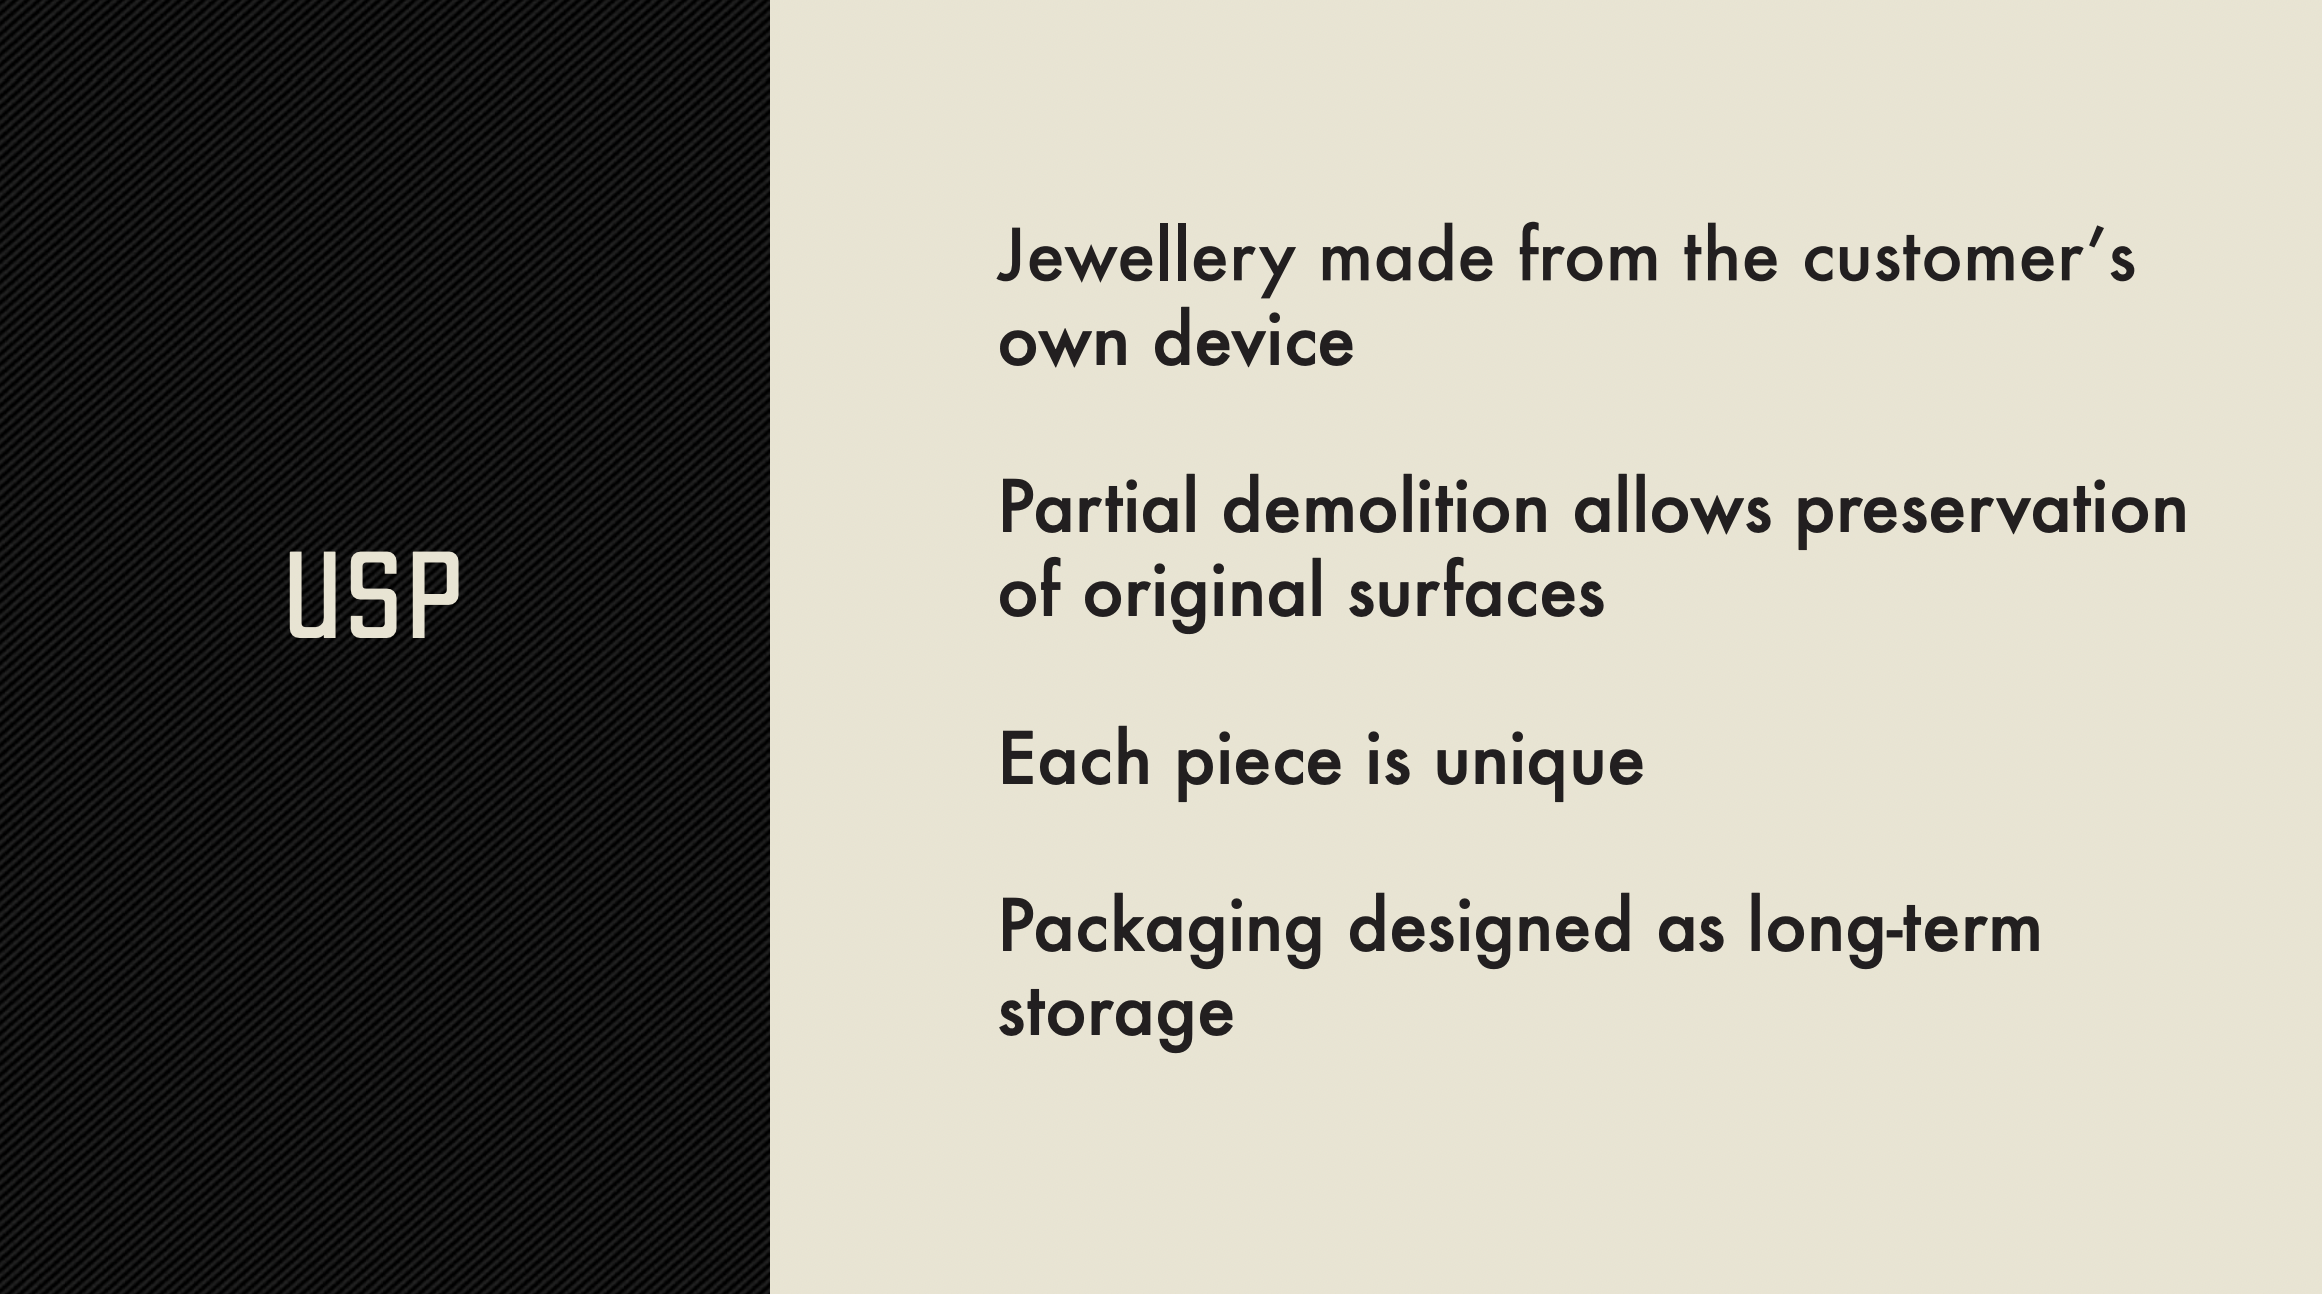 USP
Jewellery made from the customer’s
own device
Partial demolition allows preservation
of original surfaces
Each piece is unique
Packaging designed as long-term
storage